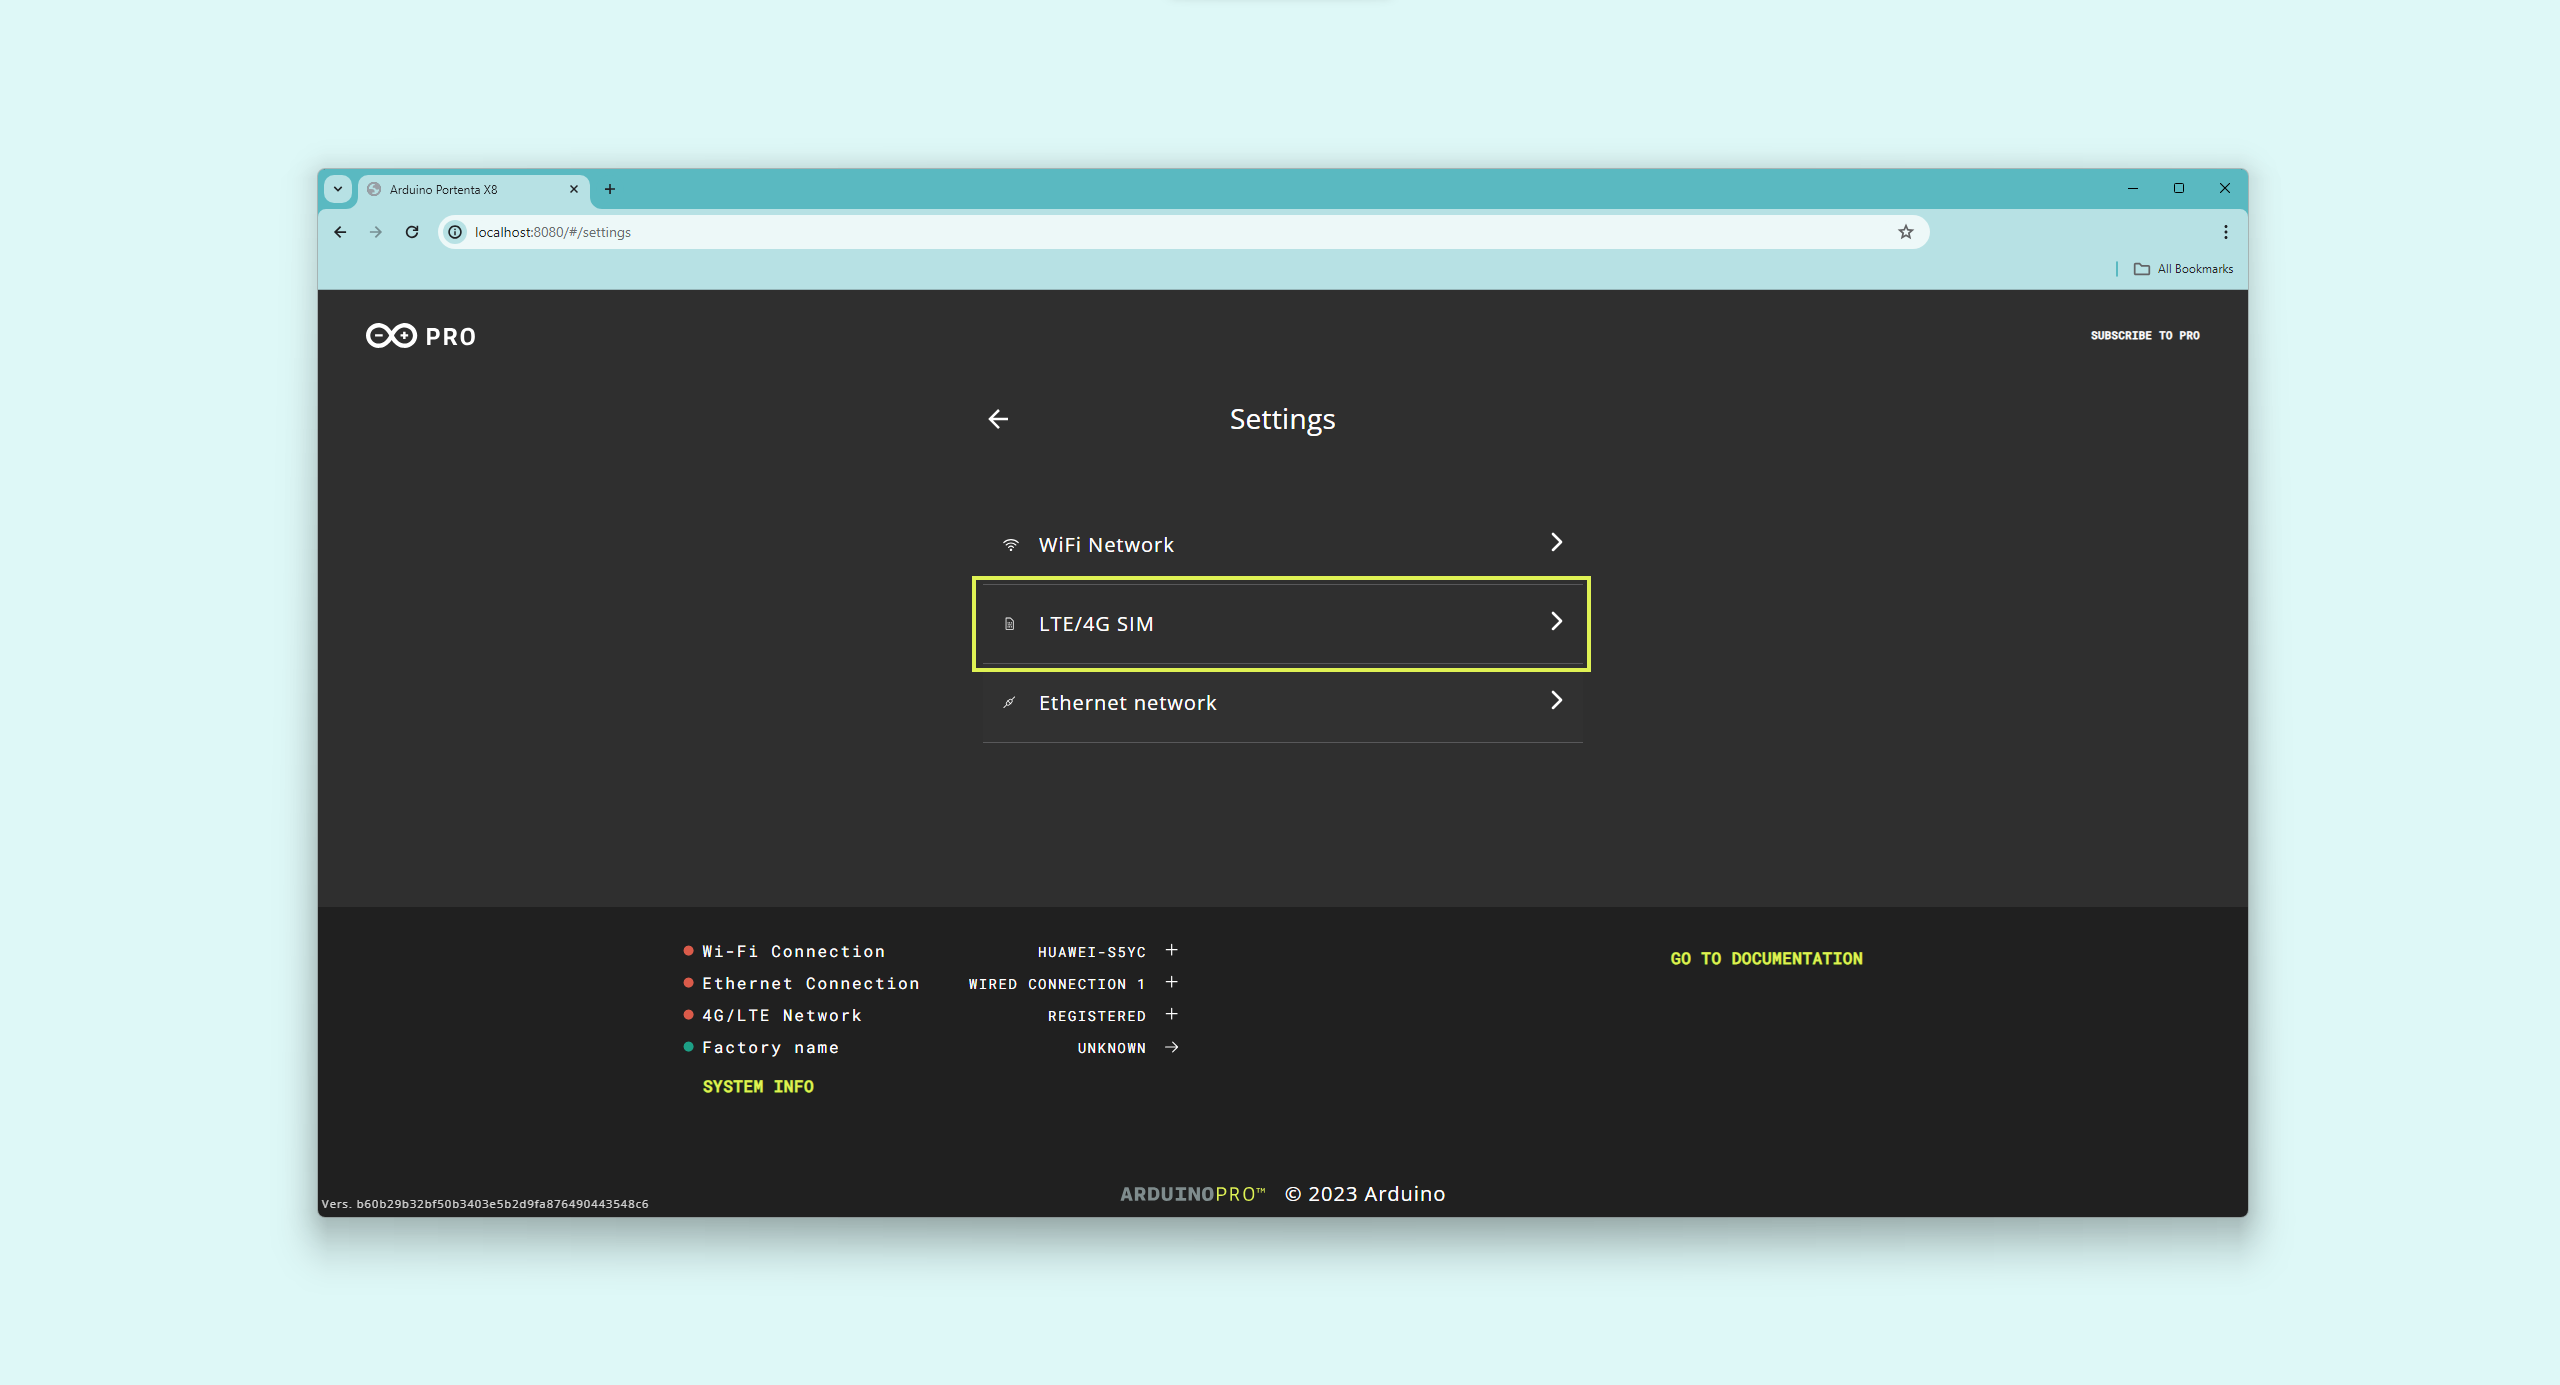 Arduino Portenta X8
localhost:8080/#/settings
All Bookmarks
PRO
SUBSCRIBE TO PRO
Settings
WiFi Network
LTE/4G SIM
Ethernet network
Wi-Fi Connection HUAWEI-S5YC
Ethernet Connection WIRED CONNECTION 1
4G/LTE Network REGISTERED
Factory name UNKNOWN
SYSTEM INFO
GO TO DOCUMENTATION
ARDUINOPRO™ © 2023 Arduino
Vers. b60b29b32bf50b3403e5b2d9fa876490443548c6